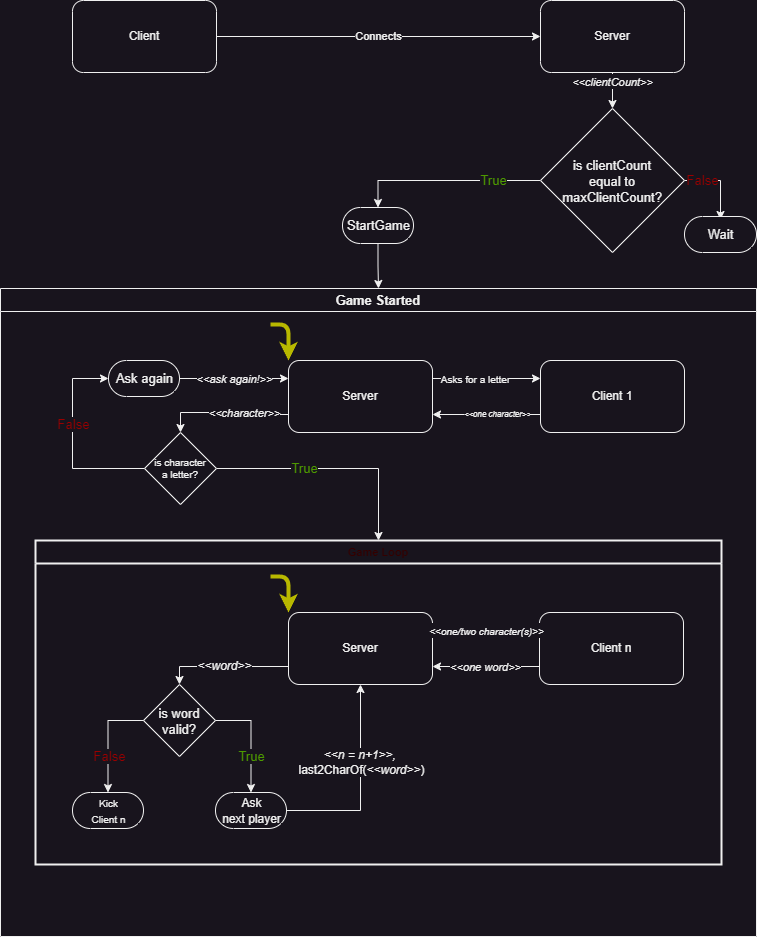 Client
Connects
Server
<<clientCount>>
is clientCount
equal to
maxClientCount?
True
False
StartGame
Wait
Game Started
Ask again
<<ask again!>>
Server
Asks for a letter
Client 1
<<character>>
<<one character>>
False
is character
a letter?
True
Game Loop
Server
<<one/two character(s)>>
Client n
<<word>>
<<one word>>
is word
valid?
False
True
<<n = n+1>>,
last2CharOf(<<word>>)
Kick
Client n
Ask
next player